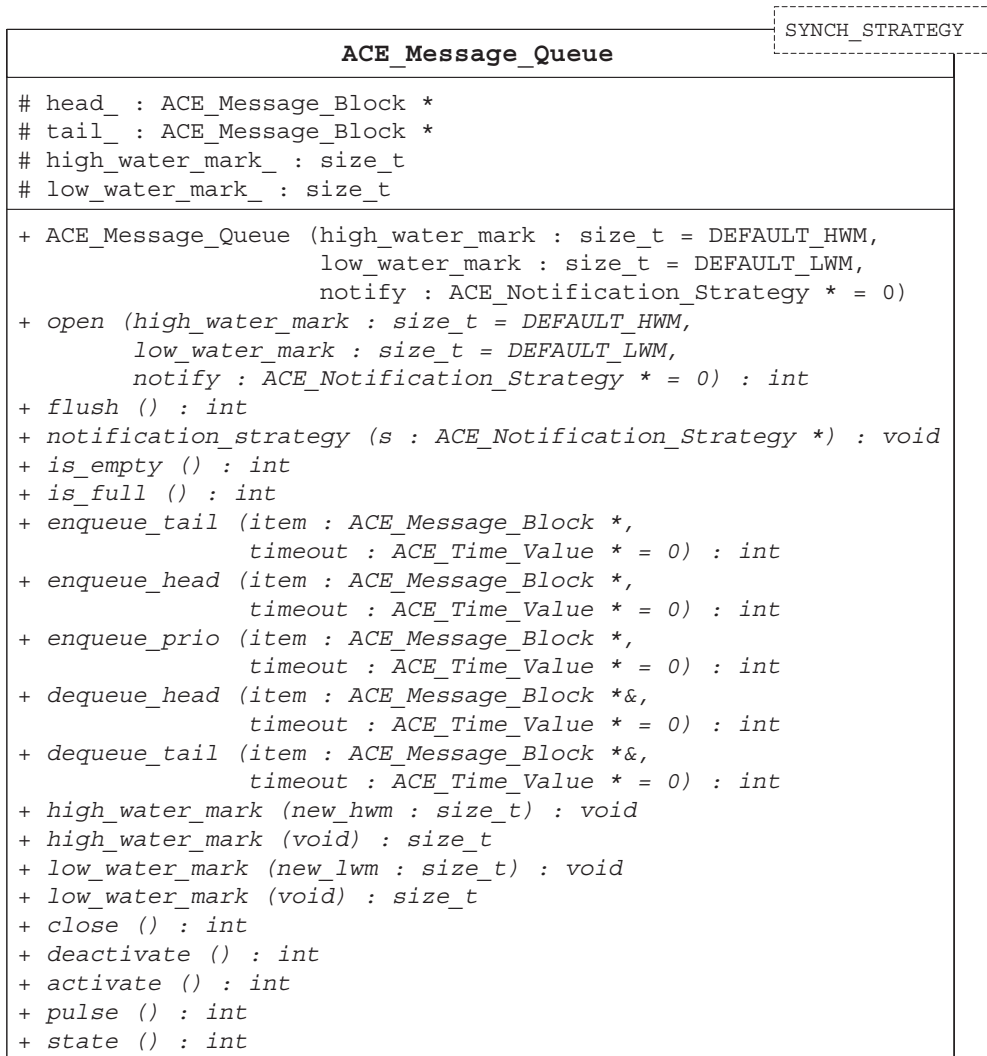 SYNCH_STRATEGY
ACE_Message_Queue
# head_ : ACE_Message_Block *
# tail_ : ACE_Message_Block *
# high_water_mark_ : size_t
# low_water_mark_ : size_t
+ ACE_Message_Queue (high_water_mark : size_t = DEFAULT_HWM,
low_water_mark : size_t = DEFAULT_LWM,
notify : ACE_Notification_Strategy * = 0)
+ open (high_water_mark : size_t = DEFAULT_HWM,
low_water_mark : size_t = DEFAULT_LWM,
notify : ACE_Notification_Strategy * = 0) : int
+ flush () : int
+ notification_strategy (s : ACE_Notification_Strategy *) : void
+ is_empty () : int
+ is_full () : int
+ enqueue_tail (item : ACE_Message_Block *,
timeout : ACE_Time_Value * = 0) : int
+ enqueue_head (item : ACE_Message_Block *,
timeout : ACE_Time_Value * = 0) : int
+ enqueue_prio (item : ACE_Message_Block *,
timeout : ACE_Time_Value * = 0) : int
+ dequeue_head (item : ACE_Message_Block *&,
timeout : ACE_Time_Value * = 0) : int
+ dequeue_tail (item : ACE_Message_Block *&,
timeout : ACE_Time_Value * = 0) : int
+ high_water_mark (new_hwm : size_t) : void
+ high_water_mark (void) : size_t
+ low_water_mark (new_lwm : size_t) : void
+ low_water_mark (void) : size_t
+ close () : int
+ deactivate () : int
+ activate () : int
+ pulse () : int
+ state () : int